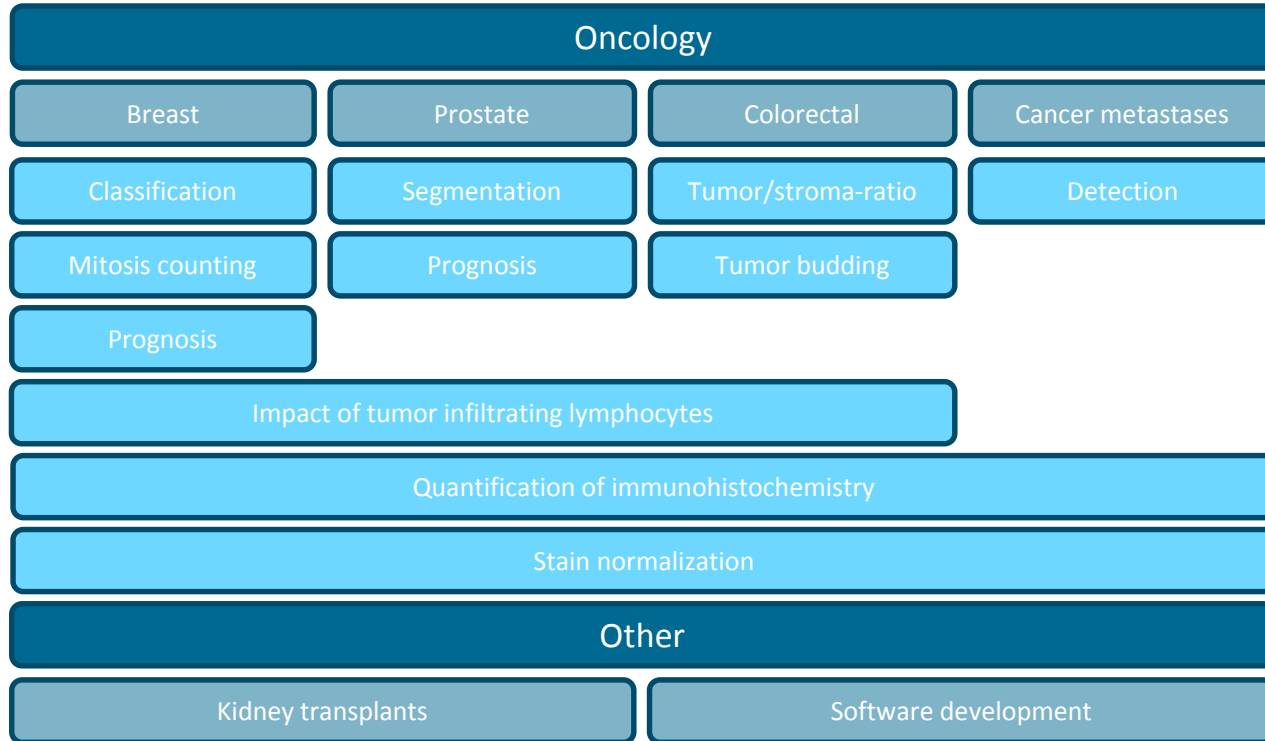 Oncology
Breast
Prostate
Colorectal
Cancer metastases
Classification
Segmentation
Tumor/stroma-ratio
Detection
Mitosis counting
Prognosis
Tumor budding
Prognosis
Impact of tumor infiltrating lymphocytes
Quantification of immunohistochemistry
Stain normalization
Other
Kidney transplants
Software development